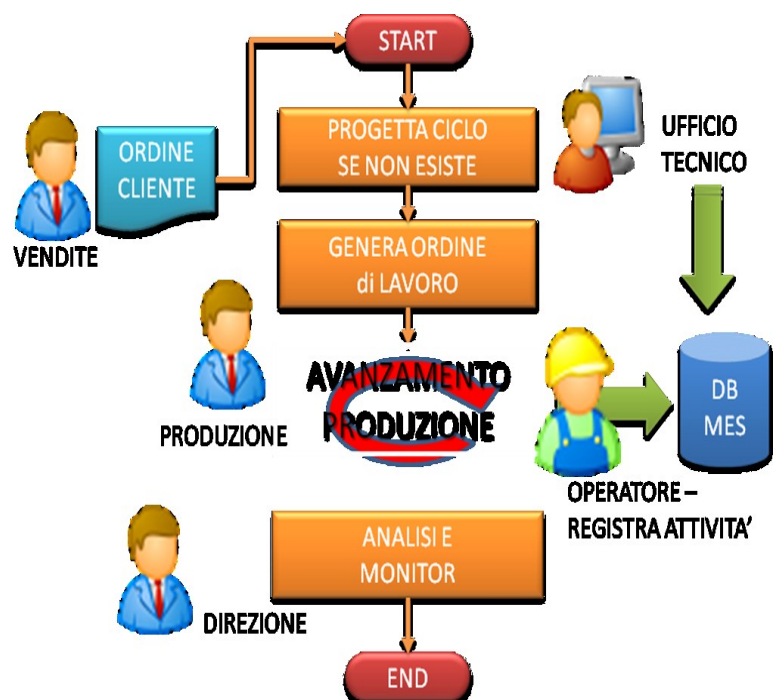 START
ORDINE
CLIENTE
VENDITE
PROGETTA CICLO
SE NON ESISTE
UFFICIO
TECNICO
GENERA ORDINE
di LAVORO
PRODUZIONE
AVANZAMENTO
PRODUZIONE
DB
MES
OPERATORE –
REGISTRA ATTIVITA’
ANALISI E
MONITOR
DIREZIONE
END